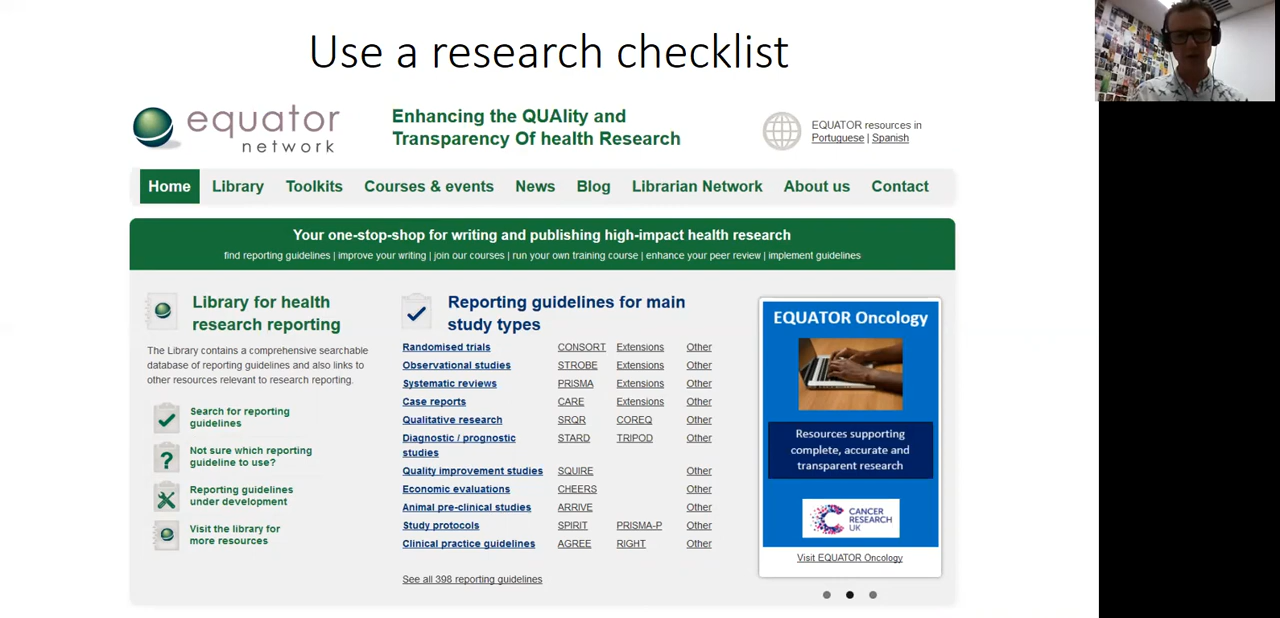 Use a research checklist
equator
network
Enhancing the QUAlity and
Transparency Of health Research
EQUATOR resources in
Portuguese | Spanish
Home Library Toolkits Courses & events News Blog Librarian Network About us Contact
Your one-stop-shop for writing and publishing high-impact health research
find reporting guidelines | improve your writing | join our courses | run your own training course | enhance your peer review | implement guidelines
Library for health
research reporting
The Library contains a comprehensive searchable
database of reporting guidelines and also links to
other resources relevant to research reporting.
Search for reporting
guidelines
Not sure which reporting
guideline to use?
Reporting guidelines
under development
Visit the library for
more resources
Reporting guidelines for main
study types
Randomised trials CONSORT Extensions Other
Observational studies STROBE Extensions Other
Systematic reviews PRISMA Extensions Other
Case reports CARE Extensions Other
Qualitative research SRQR COREQ Other
Diagnostic / prognostic STARD TRIPOD Other
studies
Quality improvement studies SQUIRE Other
Economic evaluations CHEERS Other
Animal pre-clinical studies ARRIVE Other
Study protocols SPIRIT PRISMA-P Other
Clinical practice guidelines AGREE RIGHT Other
See all 398 reporting guidelines
EQUATOR Oncology
Resources supporting
complete, accurate and
transparent research
CANCER
RESEARCH
UK
Visit EQUATOR Oncology